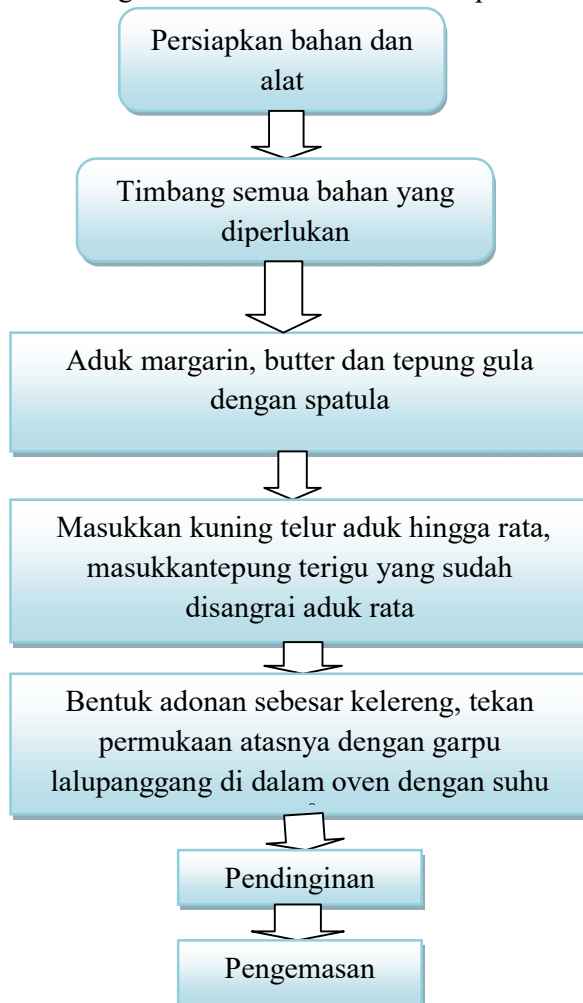 Persiapkan bahan dan
alat
Timbang semua bahan yang
diperlukan
Aduk margarin, butter dan tepung gula
dengan spatula
Masukkan kuning telur aduk hingga rata,
masukkantepung terigu yang sudah
disangrai aduk rata
Bentuk adonan sebesar kelereng, tekan
permukaan atasnya dengan garpu
lalupanggang di dalam oven dengan suhu
Pendinginan
Pengemasan